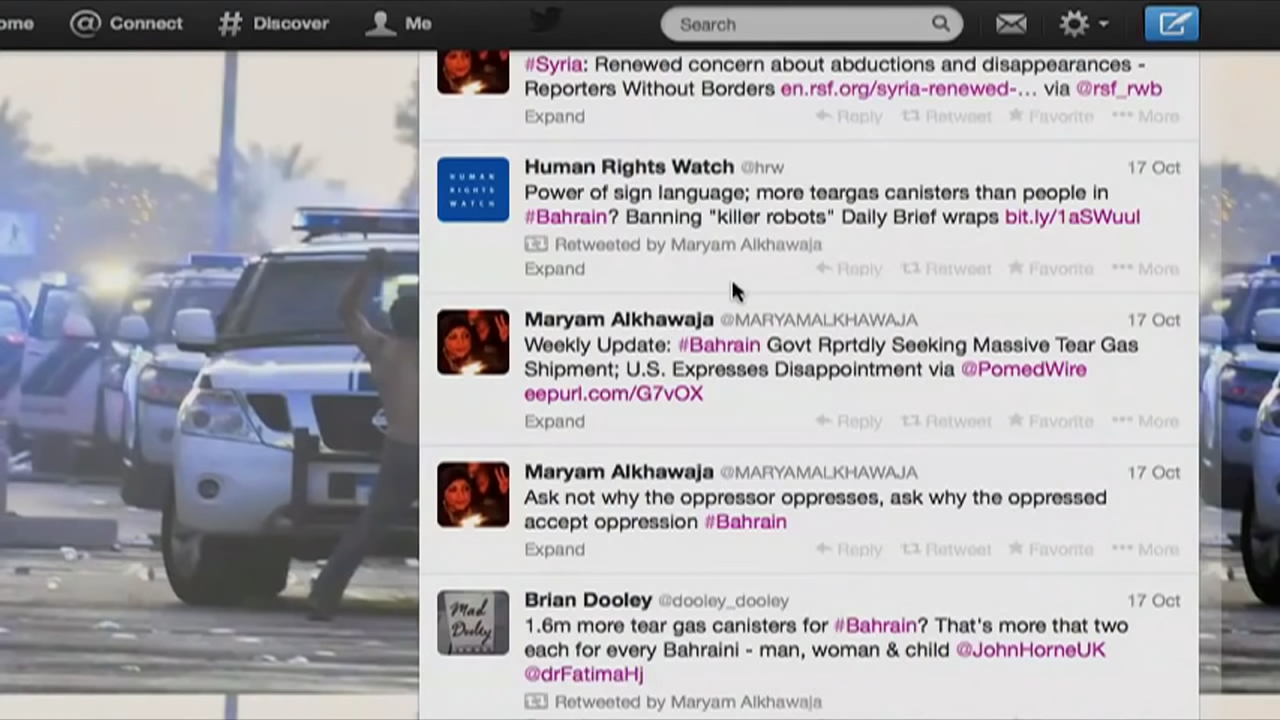 ome Connect Discover Me Search
#Syria: Renewed concern about abductions and disappearances -
Reporters Without Borders en.rsf.org/syria-renewed-... via @rsf_rwb
Expand Reply Retweet Favorite More
Human Rights Watch @hrw 17 Oct
HUMAN
RIGHTS
WATCH
Power of sign language; more teargas canisters than people in
#Bahrain? Banning "killer robots" Daily Brief wraps bit.ly/1aSWuuI
Retweeted by Maryam Alkhawaja
Expand Reply Retweet Favorite More
Maryam Alkhawaja @MARYAMALKHAWAJA 17 Oct
Weekly Update: #Bahrain Govt Rprtdly Seeking Massive Tear Gas
Shipment; U.S. Expresses Disappointment via @PomedWire
eepurl.com/G7vOX
Expand Reply Retweet Favorite More
Maryam Alkhawaja @MARYAMALKHAWAJA 17 Oct
Ask not why the oppressor oppresses, ask why the oppressed
accept oppression #Bahrain
Expand Reply Retweet Favorite More
Brian Dooley @dooley_dooley 17 Oct
Mad
Dooley
1.6m more tear gas canisters for #Bahrain? That's more that two
each for every Bahraini - man, woman & child @JohnHorneUK
@drFatimaHj
Retweeted by Maryam Alkhawaja